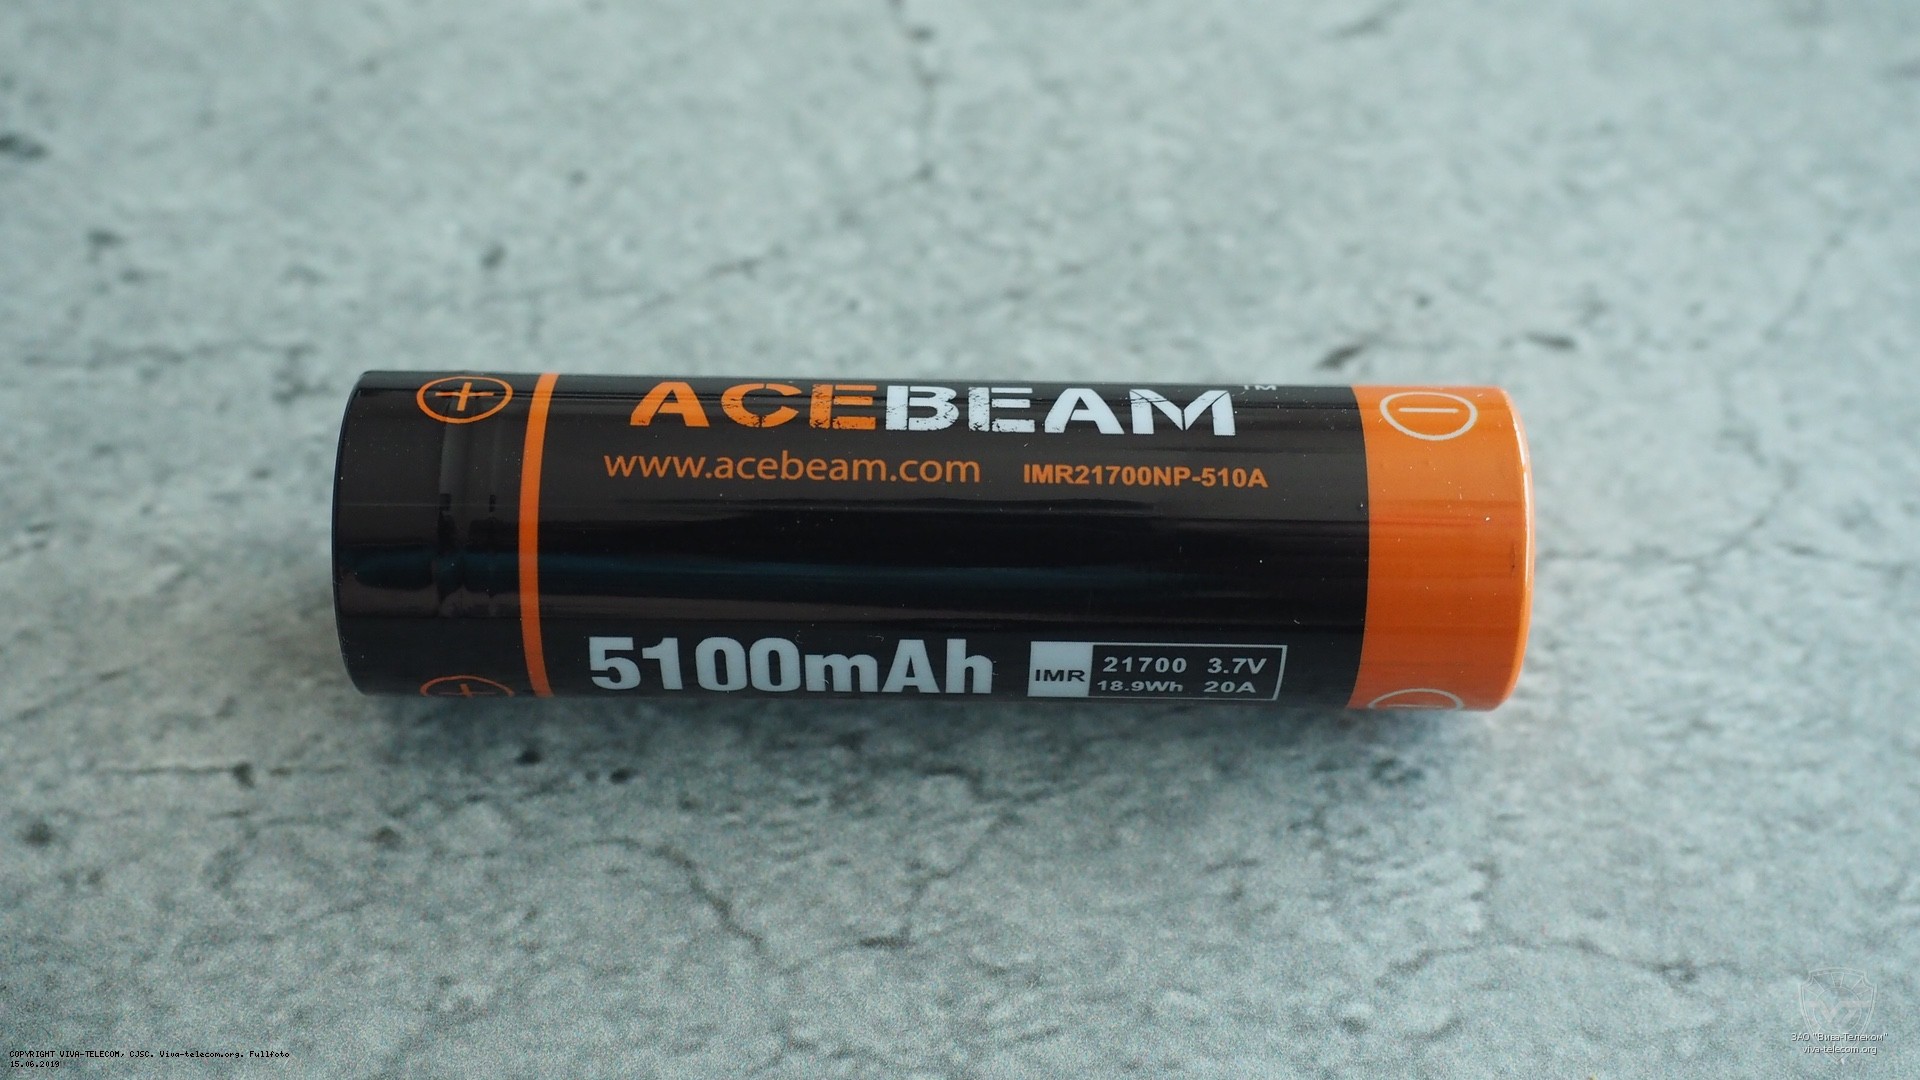 ACEBEAM™
www.acebeam.com IMR21700NP-510A
5100mAh
IMR 21700 3.7V
18.9Wh 20A
COPYRIGHT VIVA-TELECOM, CJSC. Viva-telecom.org. Fullfoto
15.06.2019
ЗАО "Вива-Телеком"
viva-telecom.org